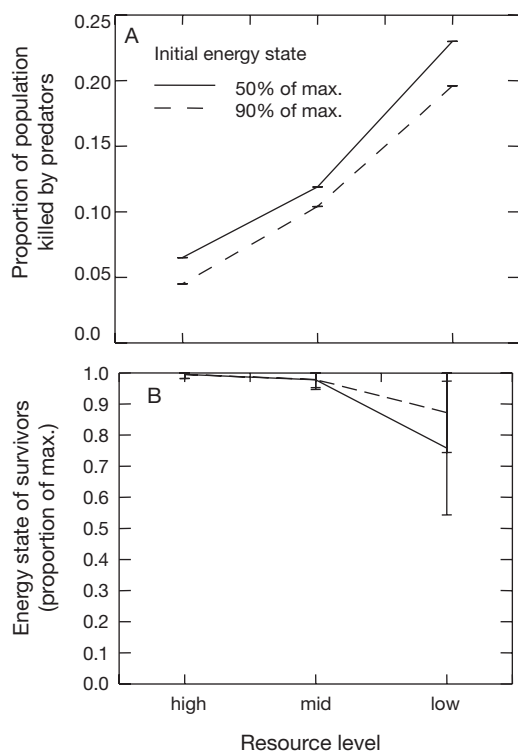 Proportion of population
killed by predators
0.25
0.20
0.15
0.10
0.05
0.0
A
Initial energy state
50% of max.
90% of max.
Energy state of survivors
(proportion of max.)
1.0
0.9
0.8
0.7
0.6
0.5
0.4
0.3
0.2
0.1
0.0
B
high mid low
Resource level